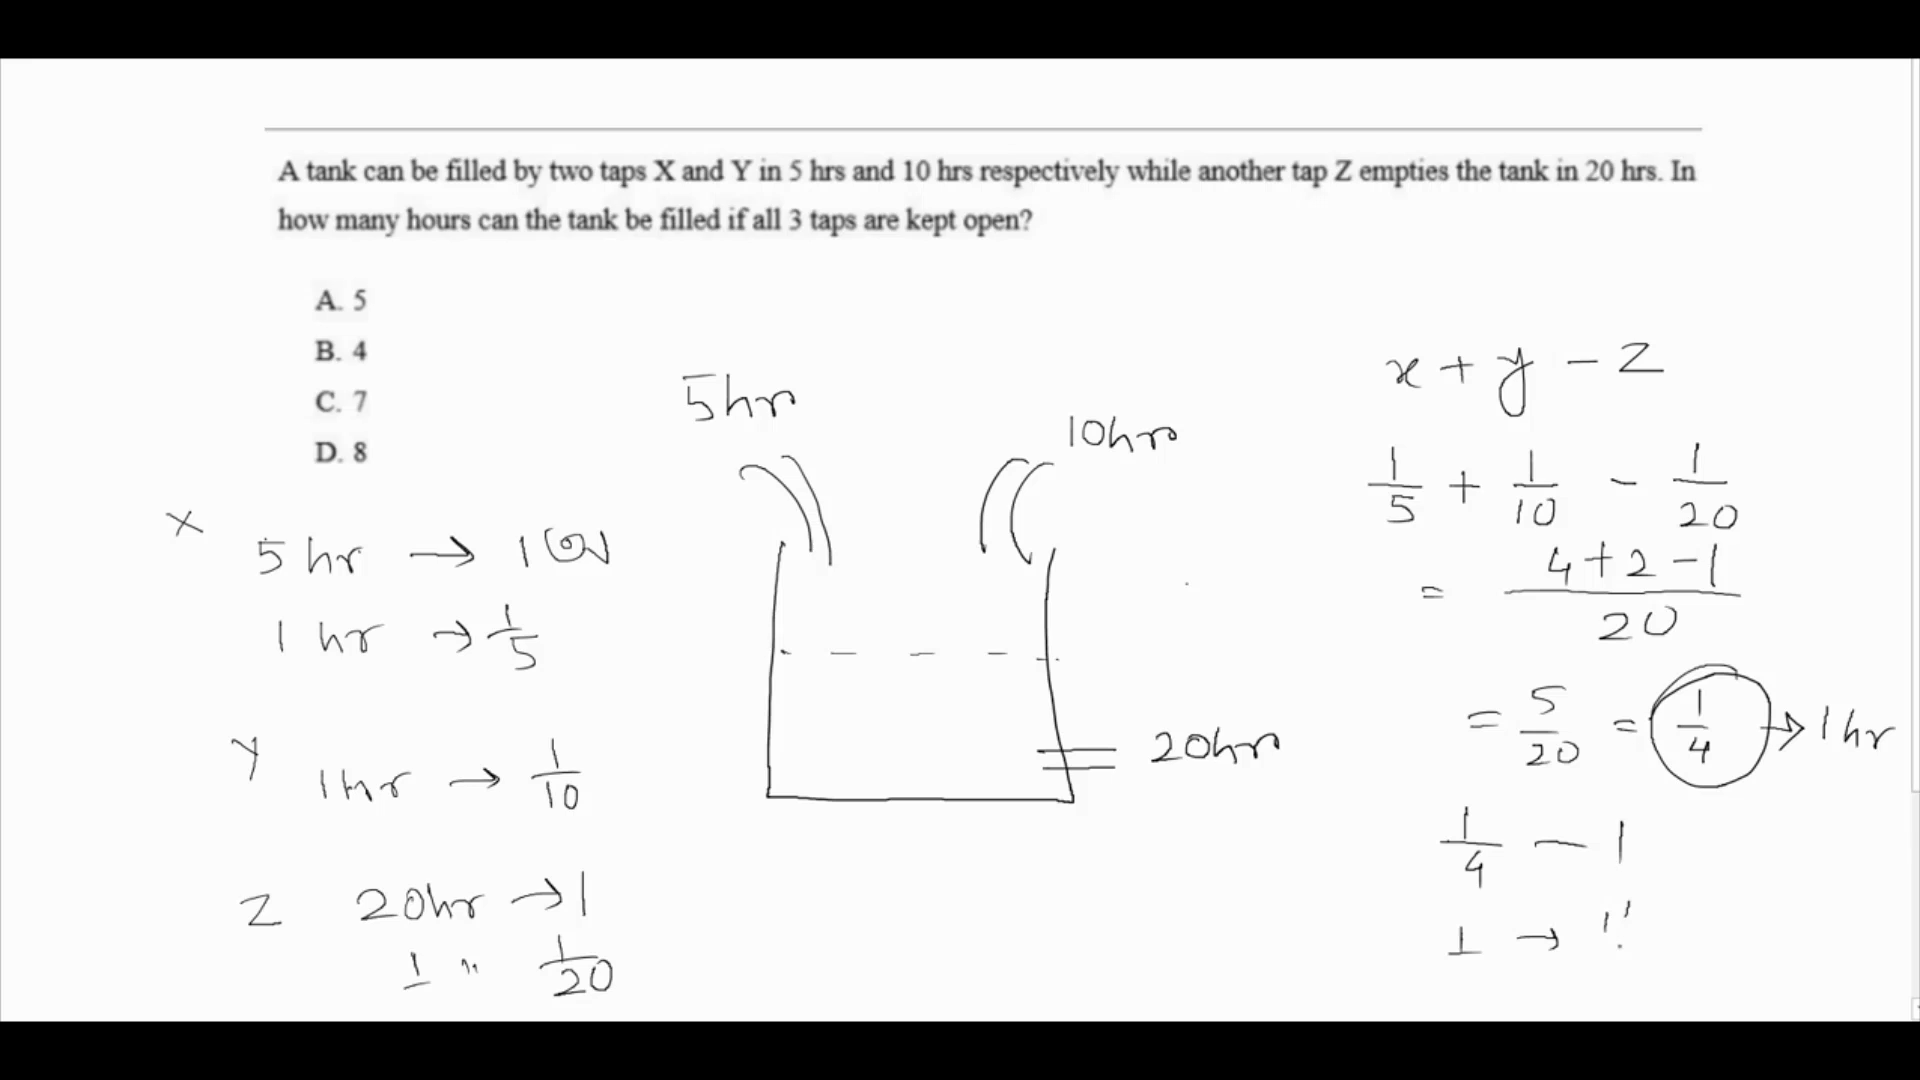 A tank can be filled by two taps X and Y in 5 hrs and 10 hrs respectively while another tap Z empties the tank in 20 hrs. In
how many hours can the tank be filled if all 3 taps are kept open?
A. 5
B. 4
C. 7
D. 8
X
5 hr → 1
1 hr → 1/5
Y
1 hr → 1/10
Z 20hr → 1
1 " 1/20
5hr
10hr
20hr
x + y - Z
1/5 + 1/10 - 1/20
= 4+2-1/20
= 5/20 = 1/4 → 1 hr
1/4 - 1
1 →